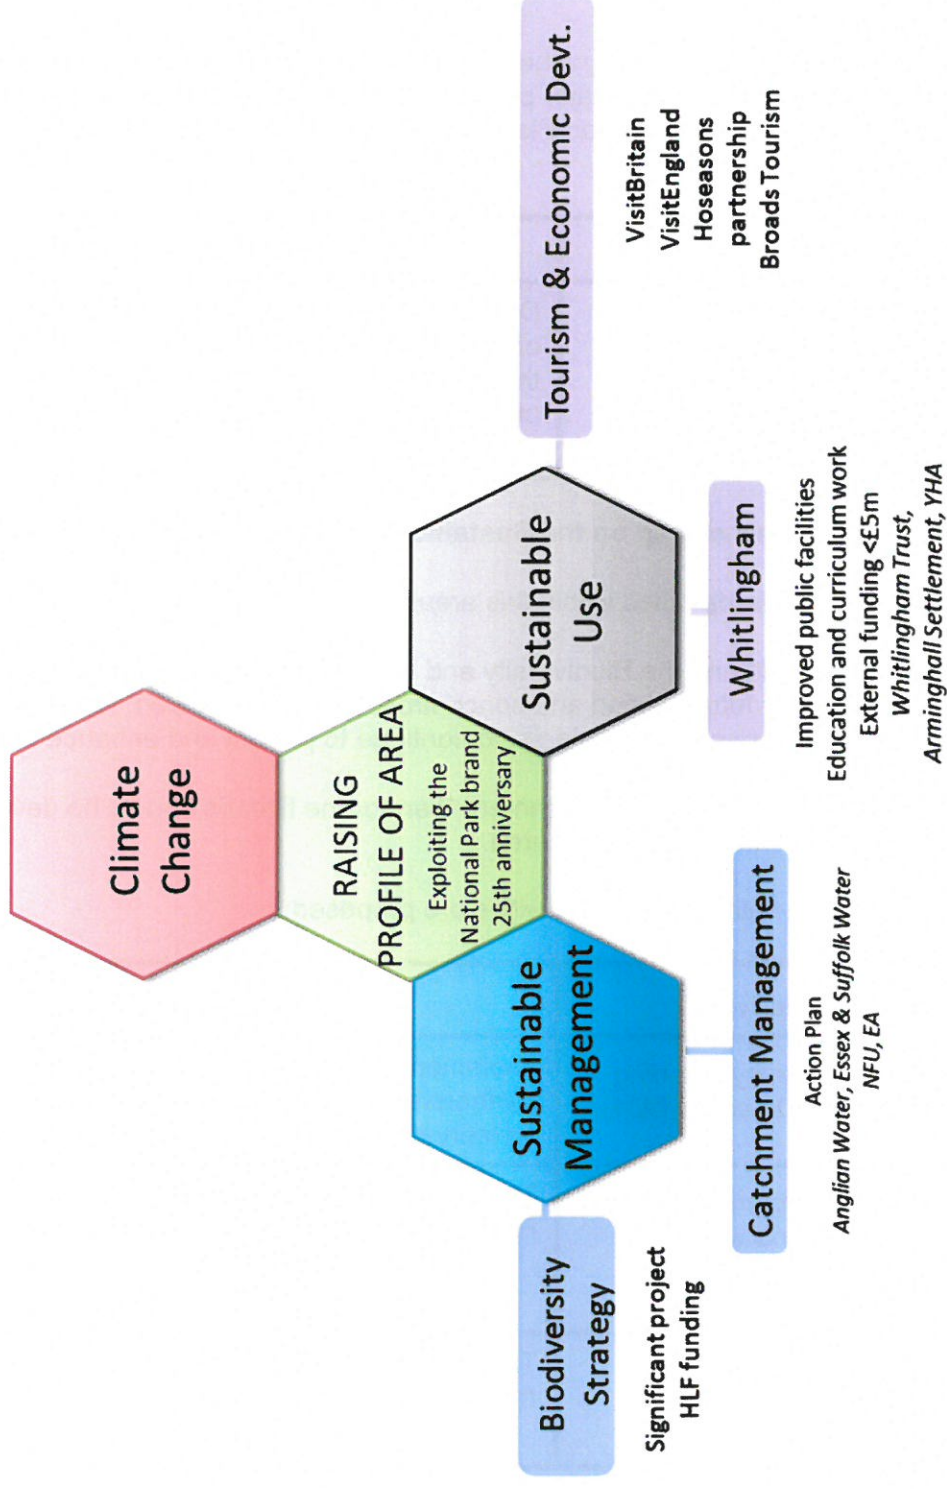 Climate
Change
RAISING
PROFILE OF AREA
Exploiting the
National Park brand
25th anniversary
Sustainable
Management
Sustainable
Use
Biodiversity
Strategy
Significant project
HLF funding
Catchment Management
Action Plan
Anglian Water, Essex & Suffolk Water
NFU, EA
Whitlingham
Improved public facilities
Education and curriculum work
External funding <£5m
Whitlingham Trust,
Arminghall Settlement, YHA
Tourism & Economic Devt.
VisitBritain
VisitEngland
Hoseasons
partnership
Broads Tourism